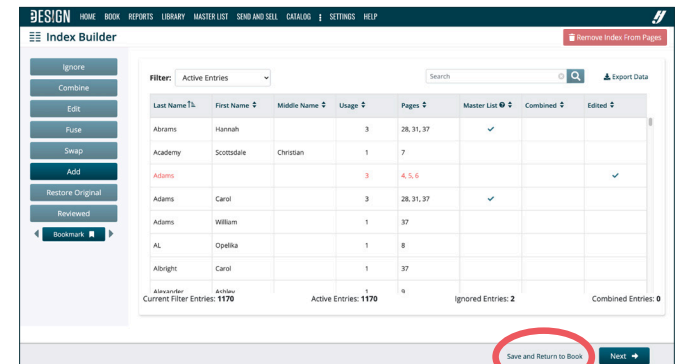 DESIGN HOME BOOK REPORTS LIBRARY MASTER LIST SEND AND SELL CATALOG SETTINGS HELP
Index Builder
Remove Index From Pages
Ignore
Combine
Edit
Fuse
Swap
Add
Restore Original
Reviewed
Bookmark
Filter: Active Entries Search Export Data
Last Name First Name Middle Name Usage Pages Master List Combined Edited
Abrams Hannah 3 28, 31, 37
Academy Scottsdale Christian 1 7
Adams 3 4, 5, 6
Adams Carol 3 28, 31, 37
Adams William 1 37
AL Opelika 1 8
Albright Carol 1 37
Alexander Ashley 1 9
Current Filter Entries: 1170 Active Entries: 1170 Ignored Entries: 2 Combined Entries: 0
Save and Return to Book Next